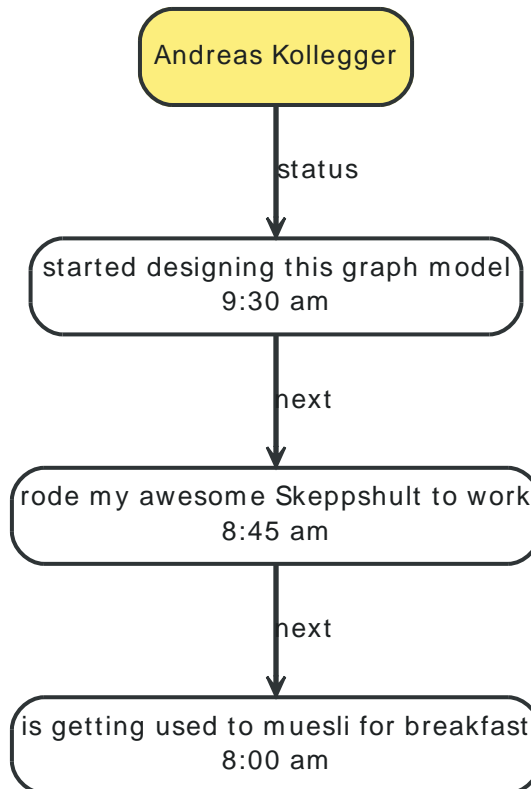 Andreas Kollegger
status
started designing this graph model
9:30 am
next
rode my awesome Skeppshult to work
8:45 am
next
is getting used to muesli for breakfast
8:00 am